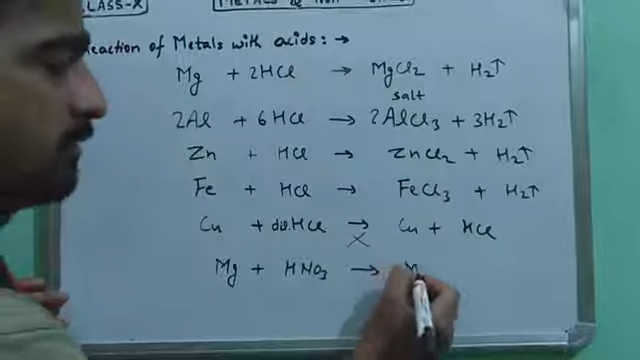 CLASS-X METALS & NON
Reaction of Metals with acids: →
Mg + 2HCl → MgCl2 + H2↑
salt
2Al + 6HCl → 2AlCl3 + 3H2↑
Zn + HCl → ZnCl2 + H2↑
Fe + HCl → FeCl3 + H2↑
Cu + dil.HCl → Cu + HCl
X
Mg + HNO3 → M